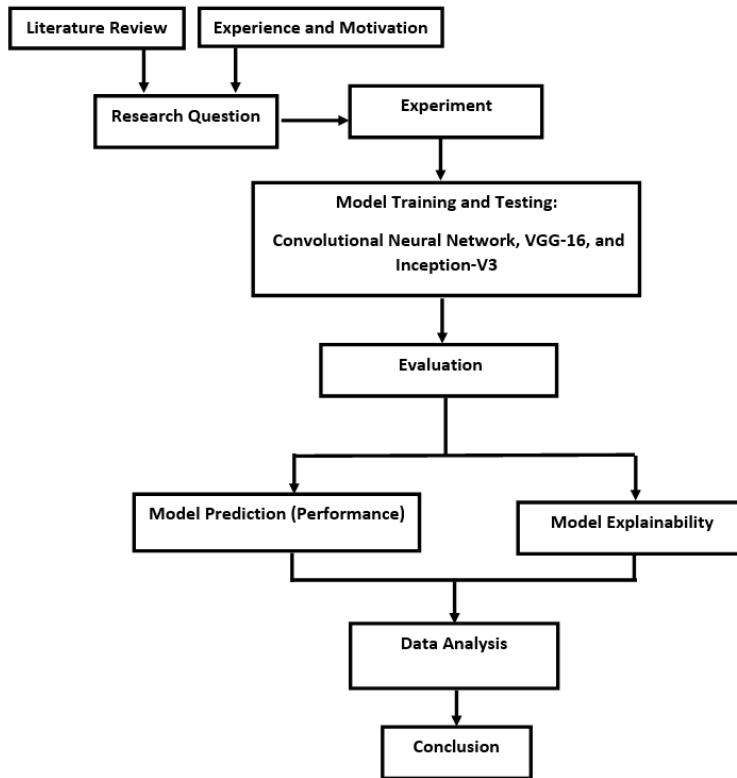 Literature Review
Experience and Motivation
Research Question
Experiment
Model Training and Testing:
Convolutional Neural Network, VGG-16, and
Inception-V3
Evaluation
Model Prediction (Performance)
Model Explainability
Data Analysis
Conclusion